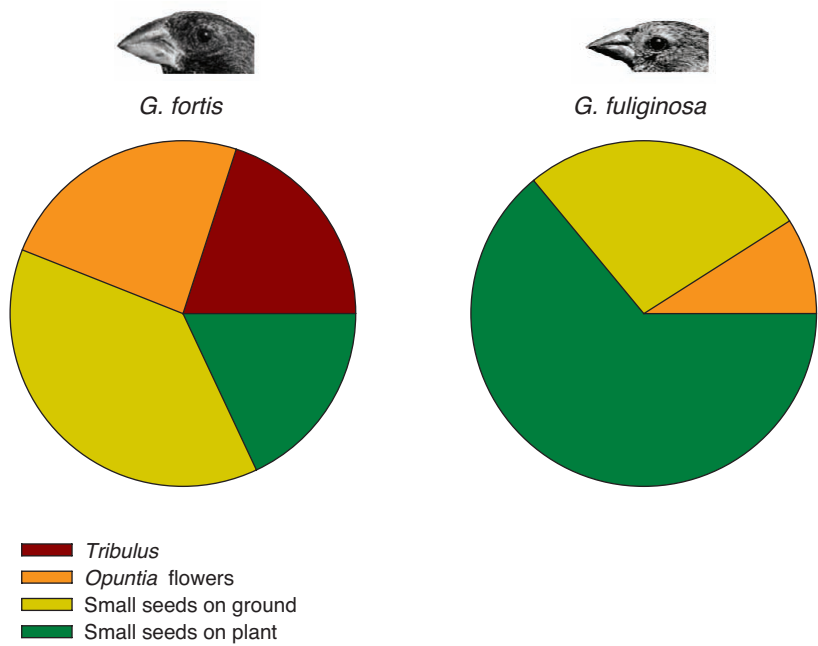 G. fortis
G. fuliginosa
Tribulus
Opuntia flowers
Small seeds on ground
Small seeds on plant